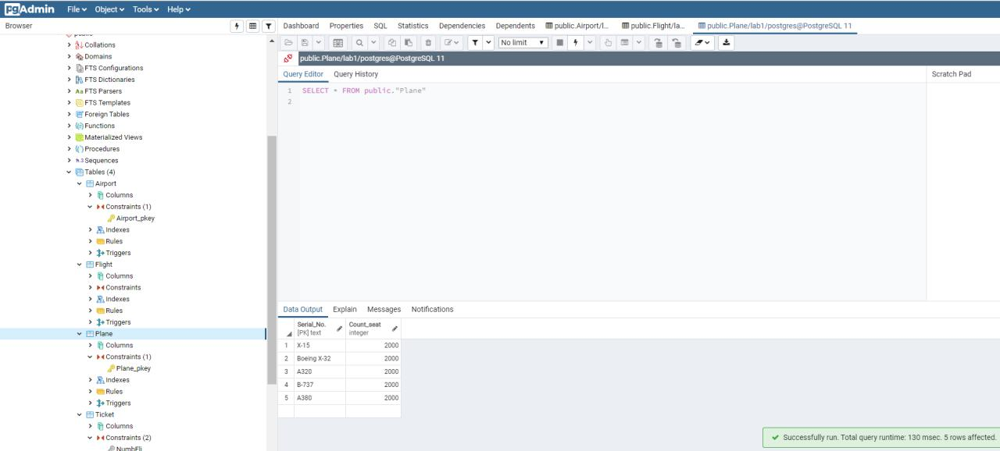 pgAdmin File Object Tools Help
Browser
Dashboard Properties SQL Statistics Dependencies Dependents public.Airport/l... public.Flight/la... public.Plane/lab1/postgres@PostgreSQL 11
No limit
public.Plane/lab1/postgres@PostgreSQL 11
Query Editor Query History
Scratch Pad
1 SELECT * FROM public."Plane"
2
public
Collations
Domains
FTS Configurations
FTS Dictionaries
Aa FTS Parsers
FTS Templates
Foreign Tables
Functions
Materialized Views
Procedures
1..3 Sequences
Tables (4)
Airport
Columns
Constraints (1)
Airport_pkey
Indexes
Rules
Triggers
Flight
Columns
Constraints
Indexes
Rules
Triggers
Plane
Columns
Constraints (1)
Plane_pkey
Indexes
Rules
Triggers
Ticket
Columns
Constraints (2)
NumbFli
Data Output Explain Messages Notifications
Serial_No. Count_seat
[PK] text integer
1 X-15 2000
2 Boeing X-32 2000
3 A320 2000
4 B-737 2000
5 A380 2000
Successfully run. Total query runtime: 130 msec. 5 rows affected.